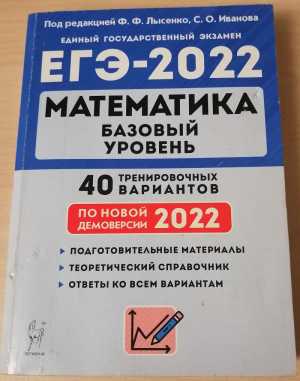 Под редакцией Ф. Ф. Лысенко, С. О. Иванова
ЕДИНЫЙ ГОСУДАРСТВЕННЫЙ ЭКЗАМЕН
ЕГЭ-2022
МАТЕМАТИКА
БАЗОВЫЙ
УРОВЕНЬ
40 ТРЕНИРОВОЧНЫХ
ВАРИАНТОВ
ПО НОВОЙ
ДЕМОВЕРСИИ 2022
ПОДГОТОВИТЕЛЬНЫЕ МАТЕРИАЛЫ
ТЕОРЕТИЧЕСКИЙ СПРАВОЧНИК
ОТВЕТЫ КО ВСЕМ ВАРИАНТАМ